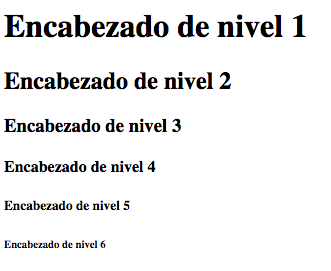 Encabezado de nivel 1
Encabezado de nivel 2
Encabezado de nivel 3
Encabezado de nivel 4
Encabezado de nivel 5
Encabezado de nivel 6